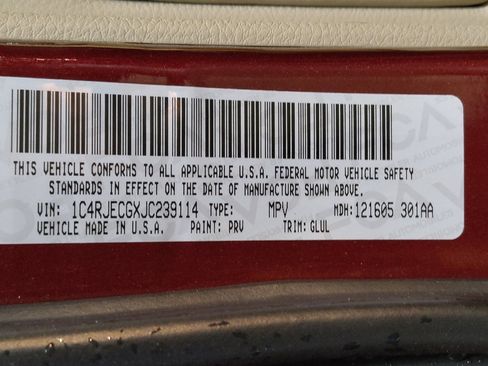 THIS VEHICLE CONFORMS TO ALL APPLICABLE U.S.A. FEDERAL MOTOR VEHICLE SAFETY
STANDARDS IN EFFECT ON THE DATE OF MANUFACTURE SHOWN ABOVE.
VIN: 1C4RJECGXJC239114 TYPE: MPV MDH:121605 301AA
VEHICLE MADE IN U.S.A. PAINT: PRV TRIM: GLUL